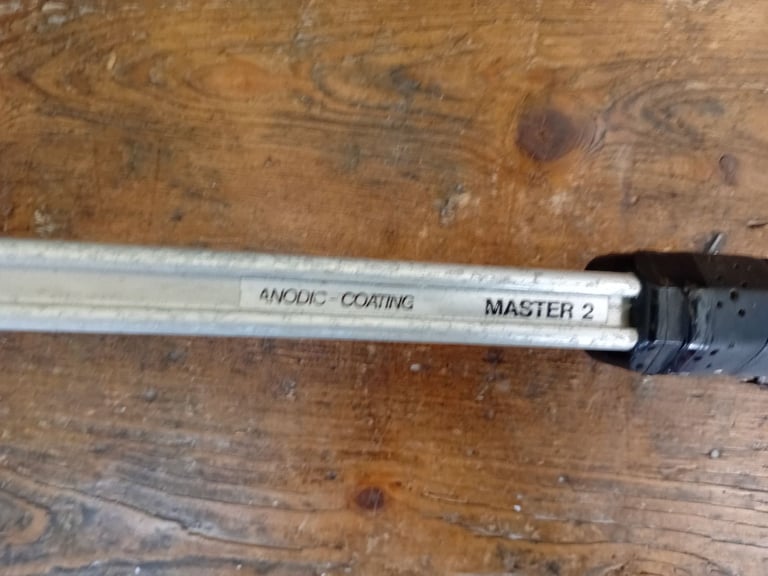 ANODIC - COATING MASTER 2